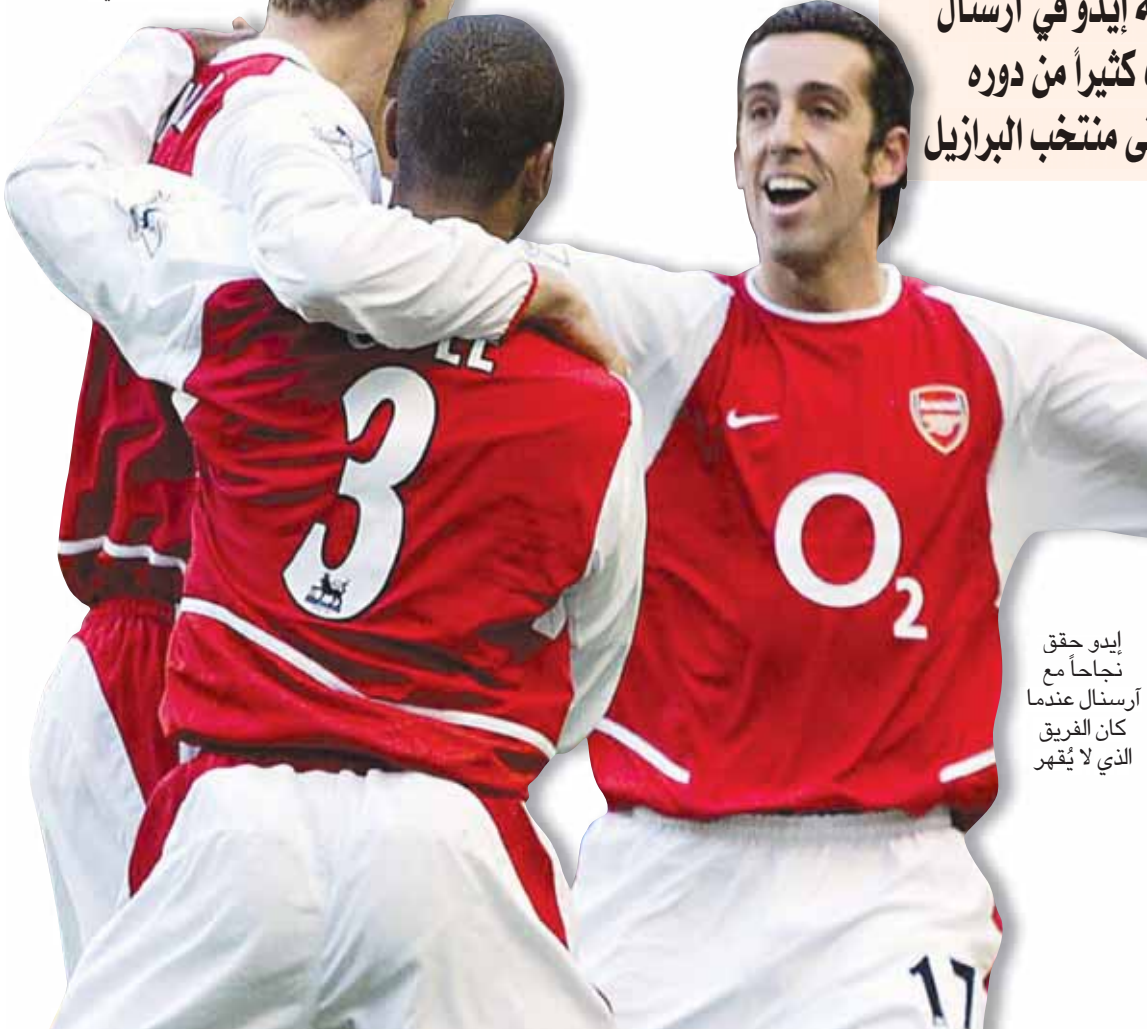 إيدو في آرسنال
كثيراً من دوره
منتخب البرازيل
3
O2
إيدو حقق
نجاحاً مع
آرسنال عندما
كان الفريق
الذي لا يُقهر
17